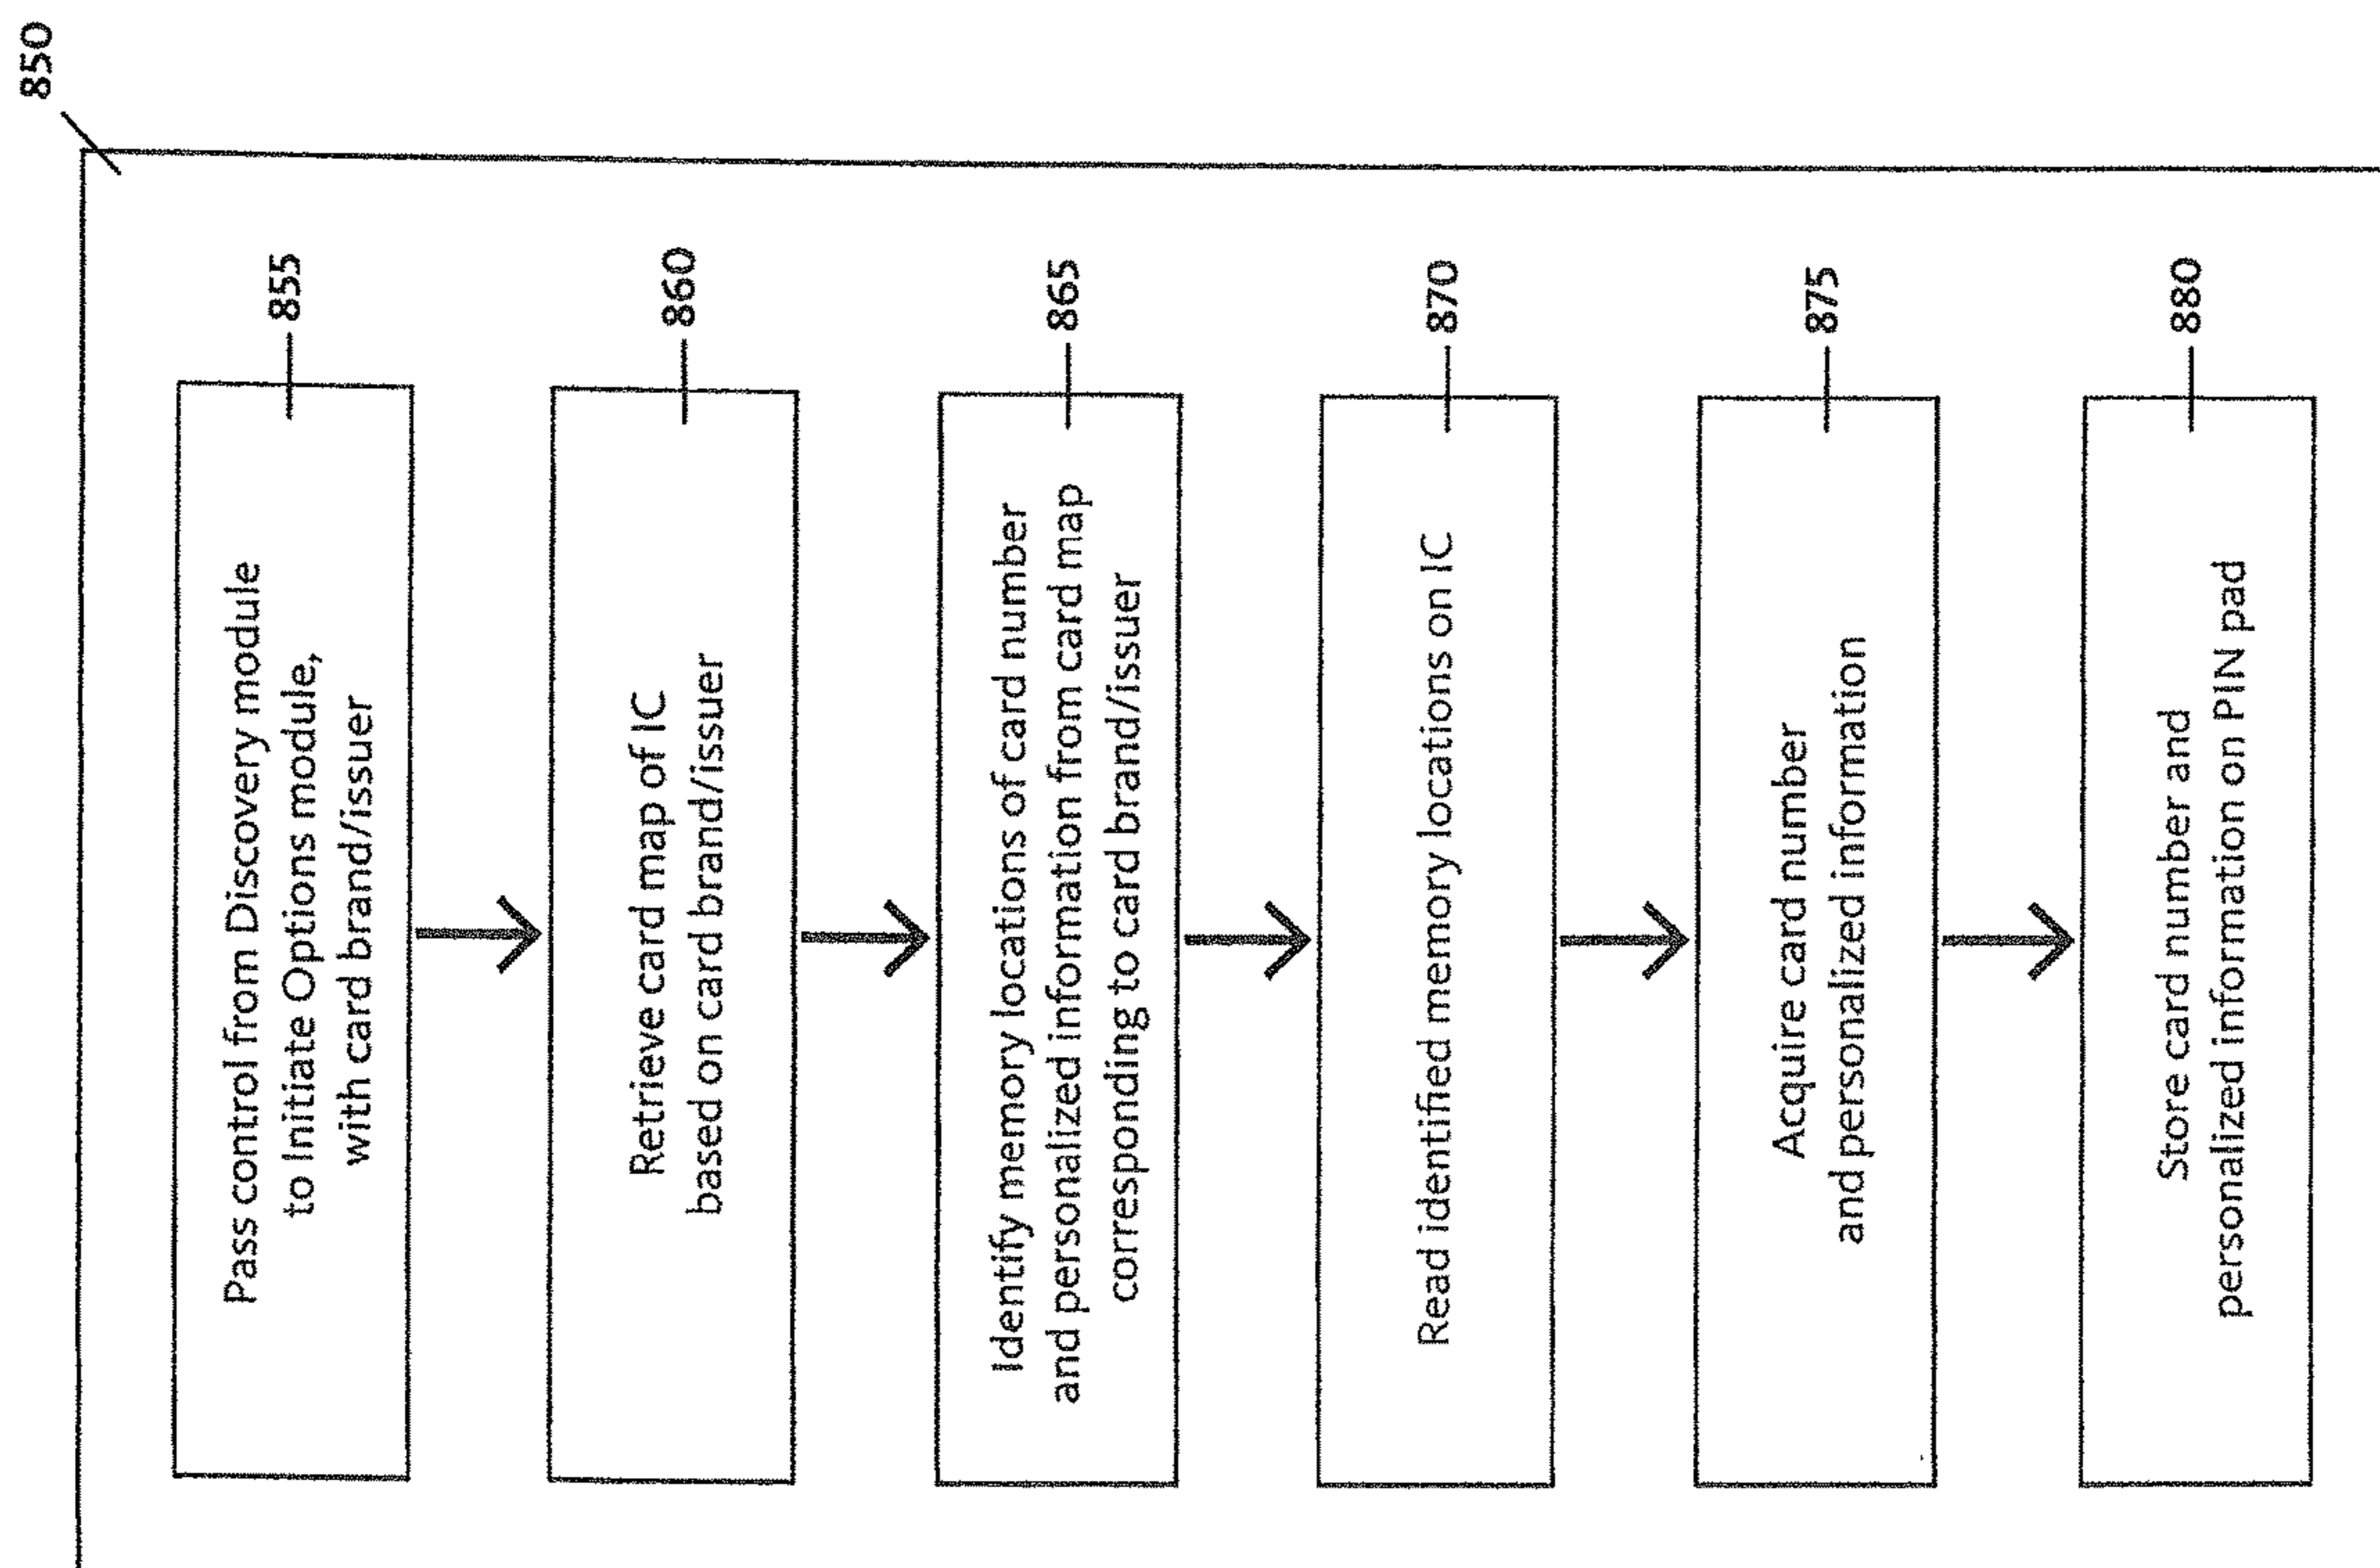 850
Pass control from Discovery module
to Initiate Options module,
with card brand/issuer
855
Retrieve card map of IC
based on card brand/issuer
860
Identify memory locations of card number
and personalized information from card map
corresponding to card brand/issuer
865
Read identified memory locations on IC
870
Acquire card number
and personalized information
875
Store card number and
personalized information on PIN pad
880